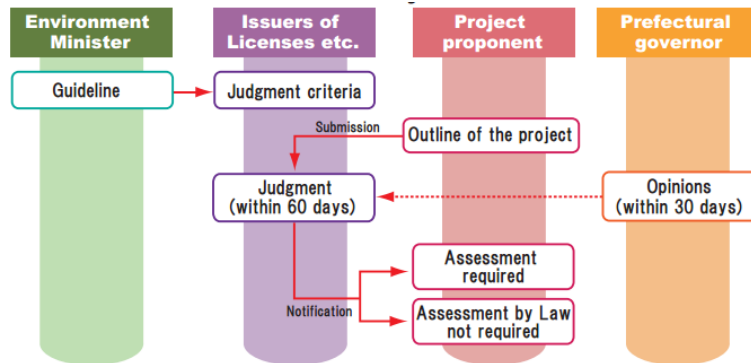 Environment
Minister
Issuers of
Licenses etc.
Project
proponent
Prefectural
governor
Guideline
Judgment criteria
Submission
Outline of the project
Judgment
(within 60 days)
Opinions
(within 30 days)
Assessment
required
Notification
Assessment by Law
not required